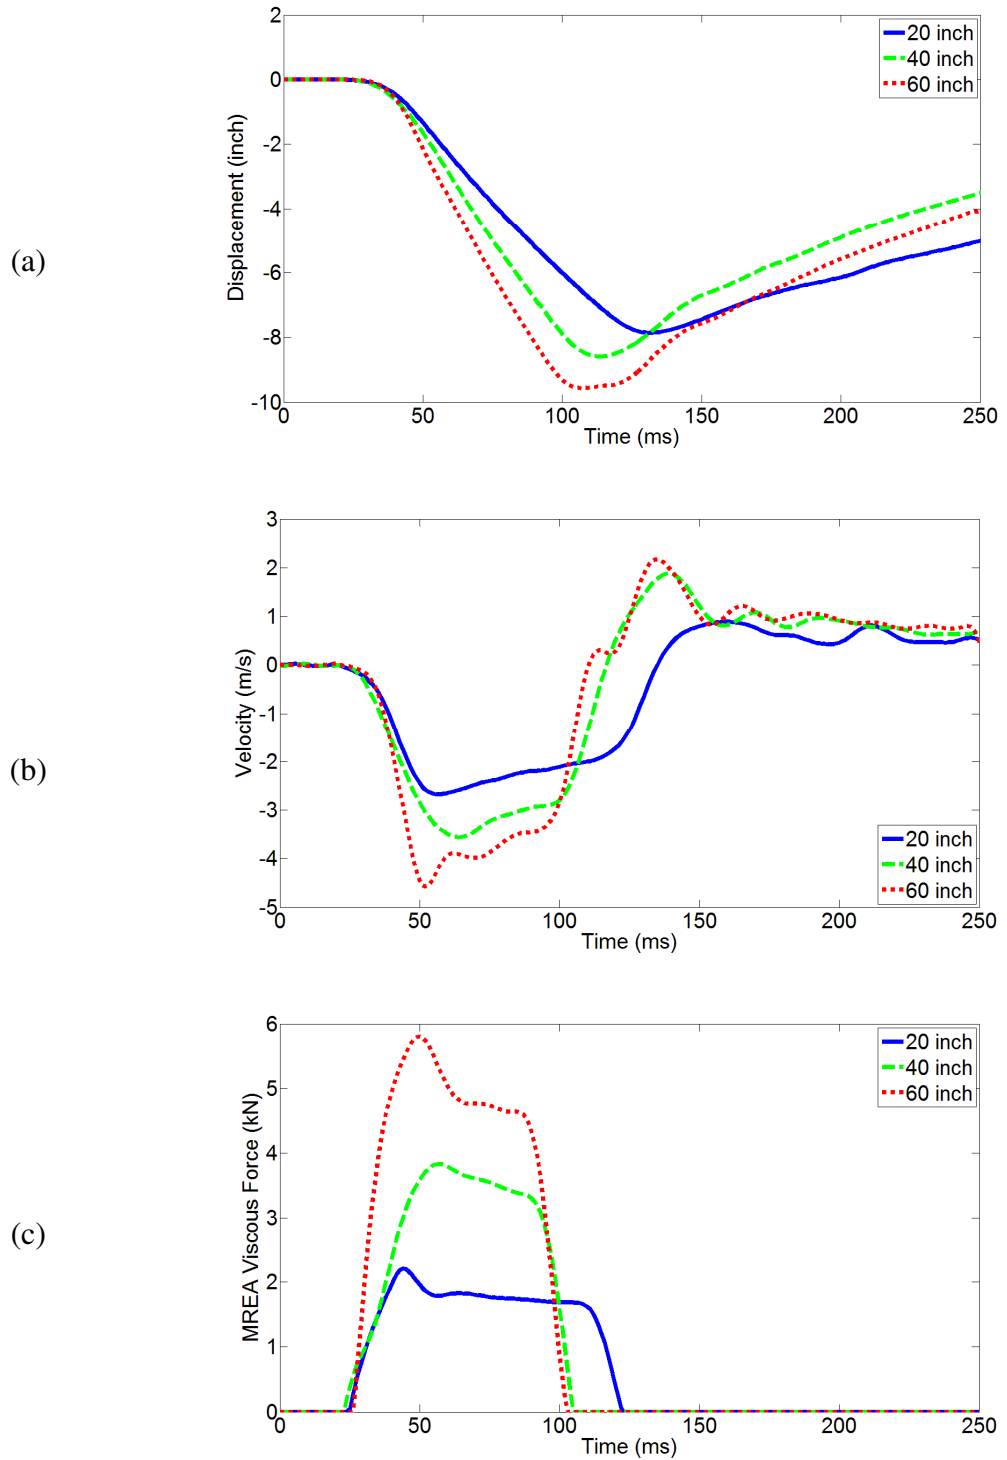 (a)
Displacement (inch)
2
0
-2
-4
-6
-8
-10
0
50
100
150
200
250
Time (ms)
20 inch
40 inch
60 inch
(b)
Velocity (m/s)
3
2
1
0
-1
-2
-3
-4
-5
0
50
100
150
200
250
Time (ms)
20 inch
40 inch
60 inch
(c)
MREA Viscous Force (kN)
6
5
4
3
2
1
0
0
50
100
150
200
250
Time (ms)
20 inch
40 inch
60 inch